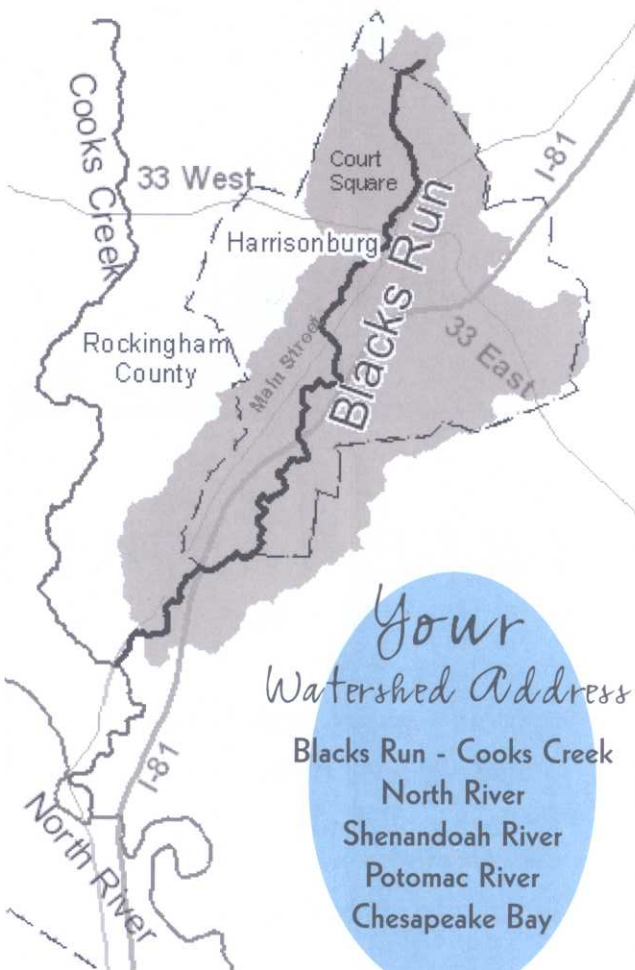 Cooks Creek
33 West
Court
Square
I-81
Harrisonburg
Blacks Run
Rockingham
County
Main Street
33 East
Your
Watershed Address
Blacks Run - Cooks Creek
North River
Shenandoah River
Potomac River
Chesapeake Bay
I-81
North River